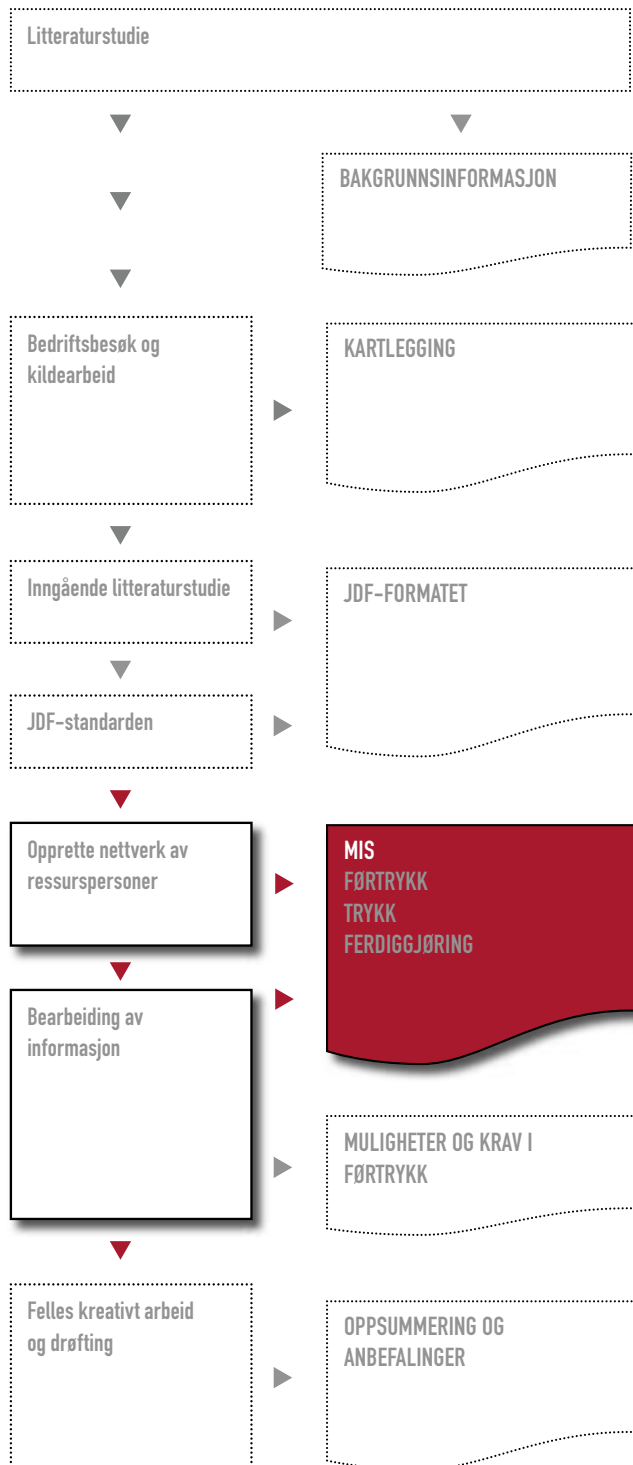 Litteraturstudie
BAKGRUNNSINFORMASJON
Bedriftsbesøk og
kildearbeid
KARTLEGGING
Inngående litteraturstudie
JDF-FORMATET
JDF-standarden
Opprette nettverk av
ressurspersoner
MIS
FØRTRYKK
TRYKK
FERDIGGJØRING
Bearbeiding av
informasjon
MULIGHETER OG KRAV I
FØRTRYKK
Felles kreativt arbeid
og drøfting
OPPSUMMERING OG
ANBEFALINGER